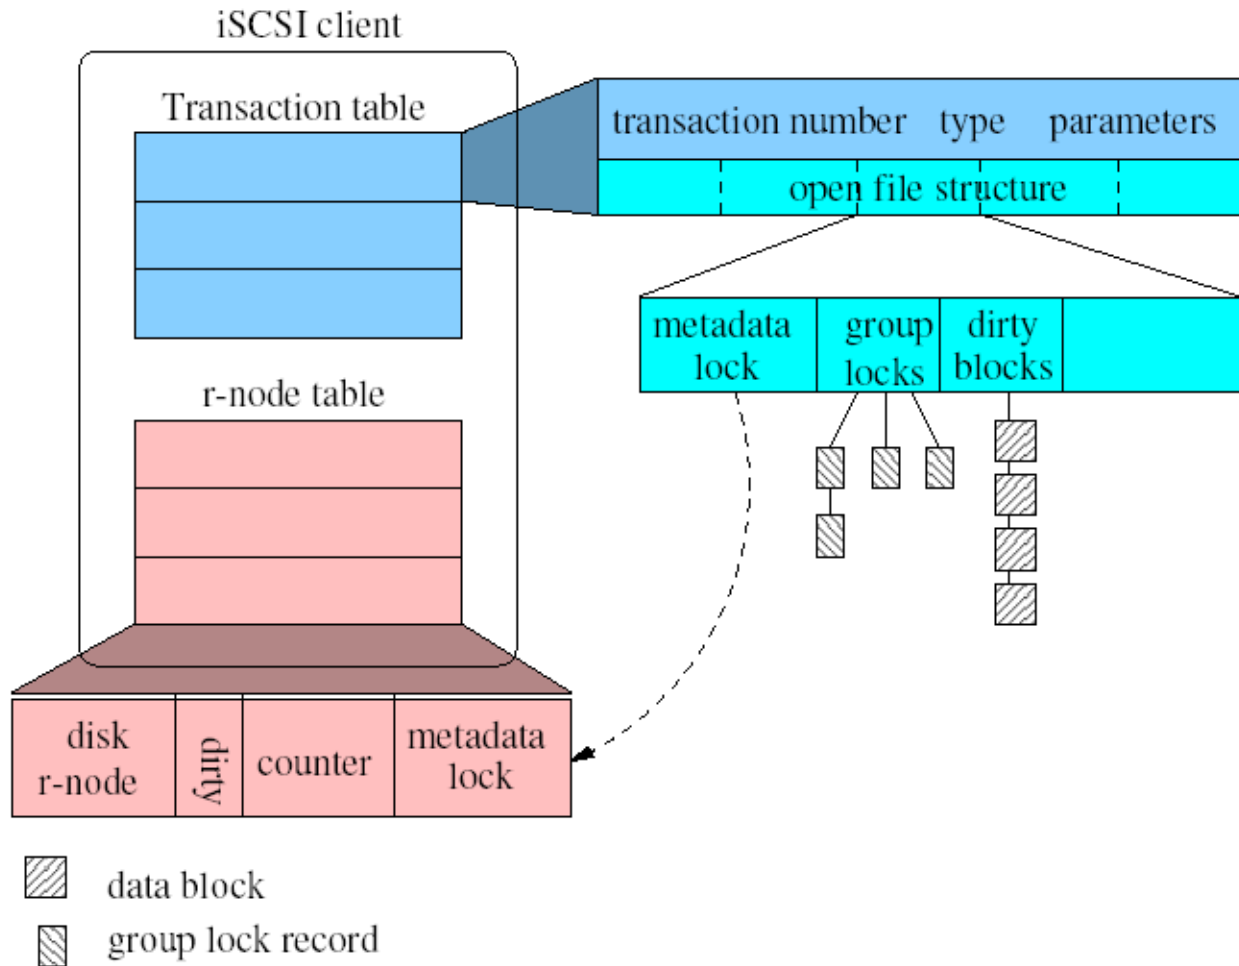 iSCSI client
Transaction table
transaction number type parameters
open file structure
metadata
lock
group
locks
dirty
blocks
r-node table
disk
r-node
dirty
counter
metadata
lock
data block
group lock record